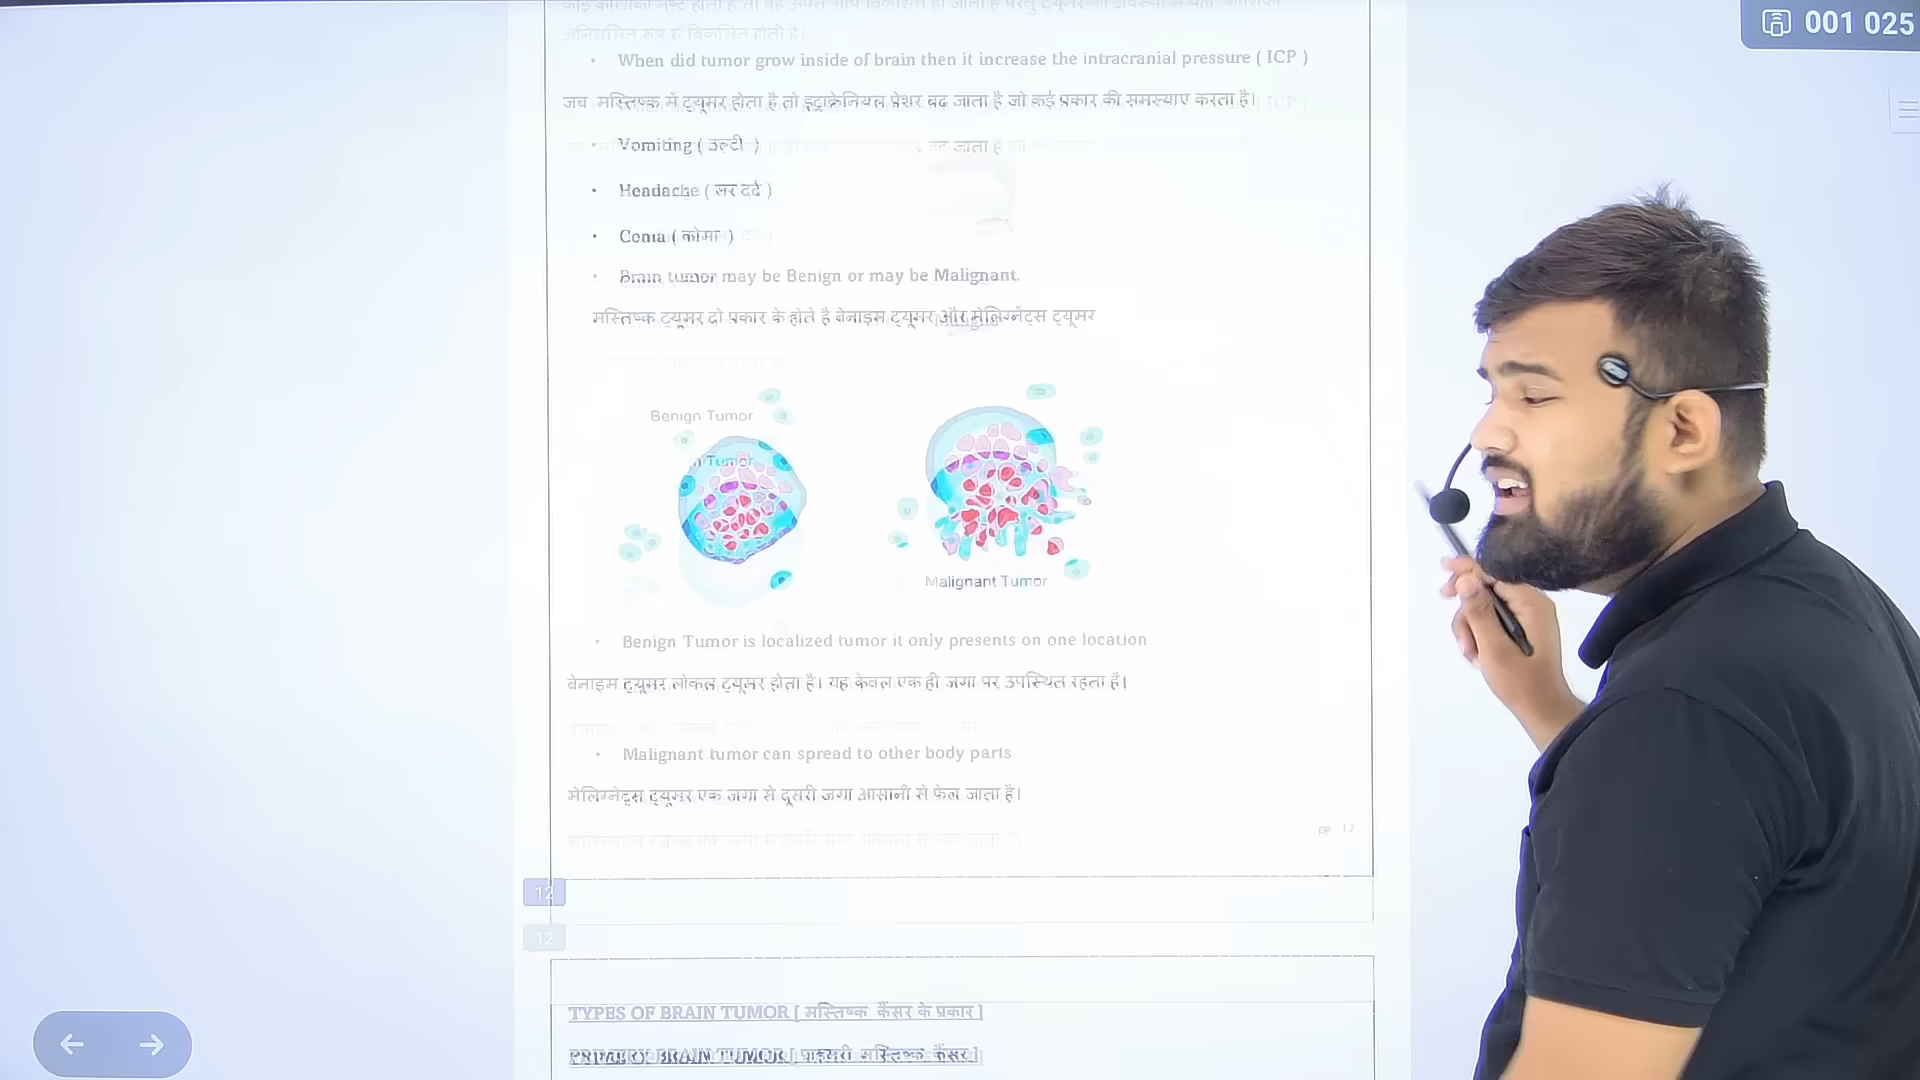 001 025
अनियमित रूप से विकसित होती है।
• When did tumor grow inside of brain then it increase the intracranial pressure ( ICP )
जब मस्तिष्क में ट्यूमर होता है तो इंट्राक्रेनियल प्रेशर बढ जाता है जो कई प्रकार की समस्याए करता है।
• Vomiting ( उल्टी )
• Headache ( सर दर्द )
• Coma ( कोमा )
• Brain tumor may be Benign or may be Malignant.
मस्तिष्क ट्यूमर दो प्रकार के होते है बेनाइम ट्यूमर और मेलिग्नेंट्स ट्यूमर
Benign Tumor
Malignant Tumor
• Benign Tumor is localized tumor it only presents on one location
बेनाइम ट्यूमर लोकल ट्यूमर होता है। यह केवल एक ही जगा पर उपस्थित रहता है।
• Malignant tumor can spread to other body parts
मेलिग्नेंट्स ट्यूमर एक जगा से दूसरी जगा आसानी से फेल जाता है।
12
12
TYPES OF BRAIN TUMOR [ मस्तिष्क कैंसर के प्रकार ]